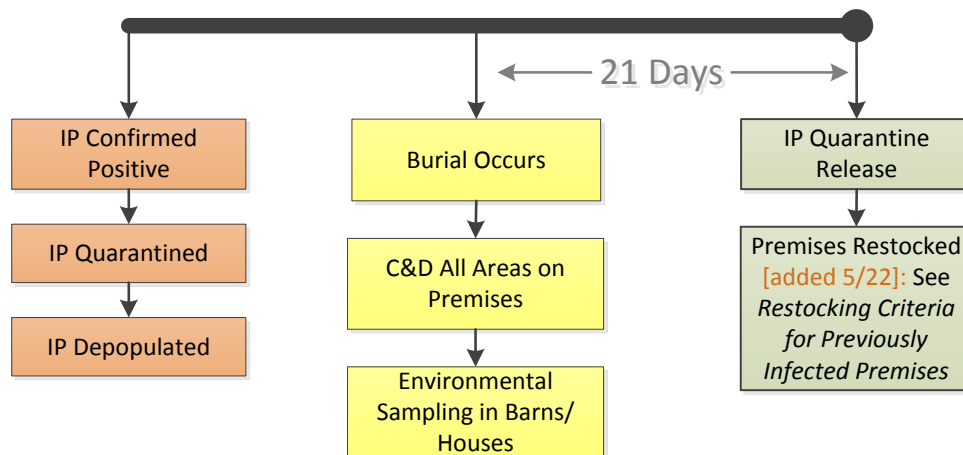 21 Days
IP Confirmed
Positive
IP Quarantined
IP Depopulated
Burial Occurs
C&D All Areas on
Premises
Environmental
Sampling in Barns/
Houses
IP Quarantine
Release
Premises Restocked
[added 5/22]: See
Restocking Criteria
for Previously
Infected Premises